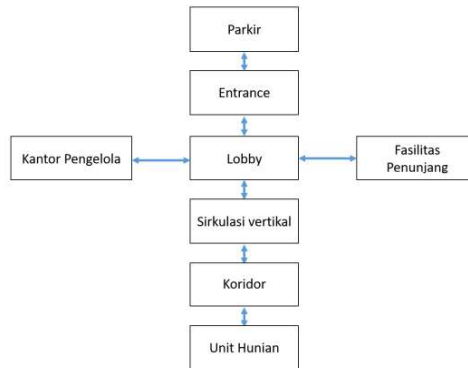 Parkir
Entrance
Kantor Pengelola
Lobby
Fasilitas
Penunjang
Sirkulasi vertikal
Koridor
Unit Hunian